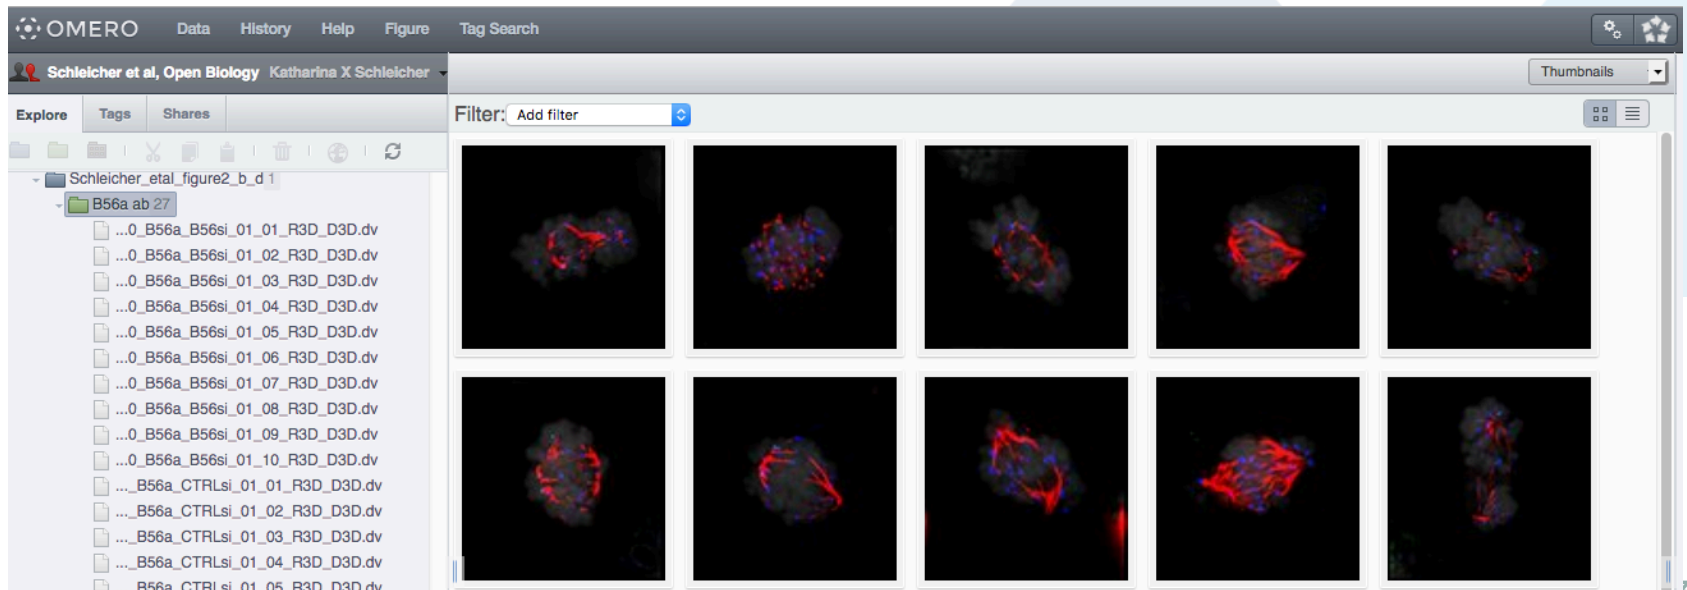 OMERO Data History Help Figure Tag Search
Schleicher et al, Open Biology Katharina X Schleicher
Thumbnails
Explore Tags Shares
Filter: Add filter
Schleicher_etal_figure2_b_d 1
B56a ab 27
...0_B56a_B56si_01_01_R3D_D3D.dv
...0_B56a_B56si_01_02_R3D_D3D.dv
...0_B56a_B56si_01_03_R3D_D3D.dv
...0_B56a_B56si_01_04_R3D_D3D.dv
...0_B56a_B56si_01_05_R3D_D3D.dv
...0_B56a_B56si_01_06_R3D_D3D.dv
...0_B56a_B56si_01_07_R3D_D3D.dv
...0_B56a_B56si_01_08_R3D_D3D.dv
...0_B56a_B56si_01_09_R3D_D3D.dv
...0_B56a_B56si_01_10_R3D_D3D.dv
..._B56a_CTRLsi_01_01_R3D_D3D.dv
..._B56a_CTRLsi_01_02_R3D_D3D.dv
..._B56a_CTRLsi_01_03_R3D_D3D.dv
..._B56a_CTRLsi_01_04_R3D_D3D.dv
..._B56a_CTRLsi_01_05_R3D_D3D.dv